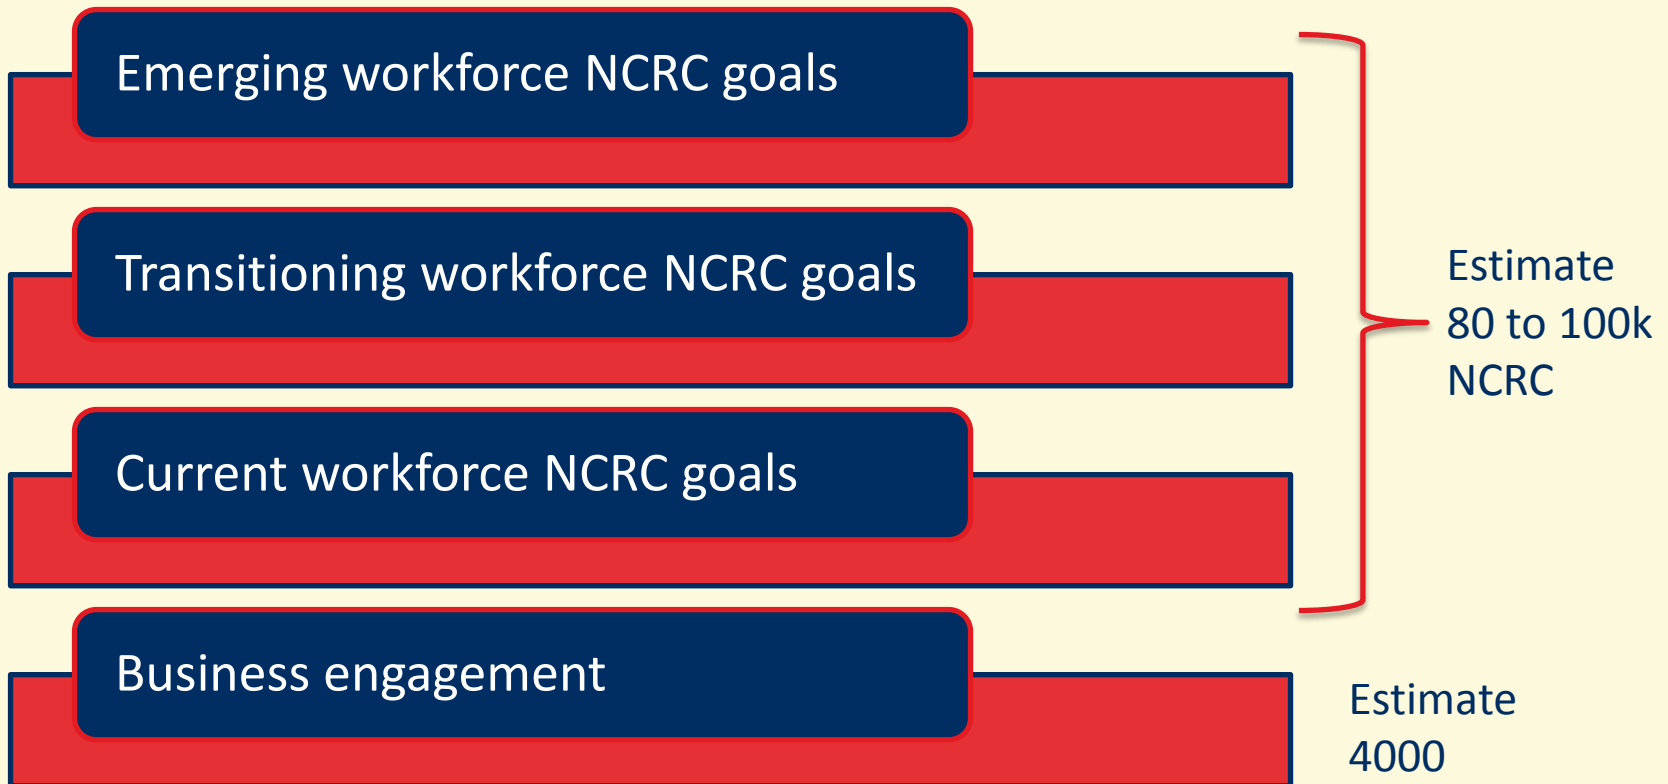 Emerging workforce NCRC goals
Transitioning workforce NCRC goals
Current workforce NCRC goals
Estimate
80 to 100k
NCRC
Business engagement
Estimate
4000